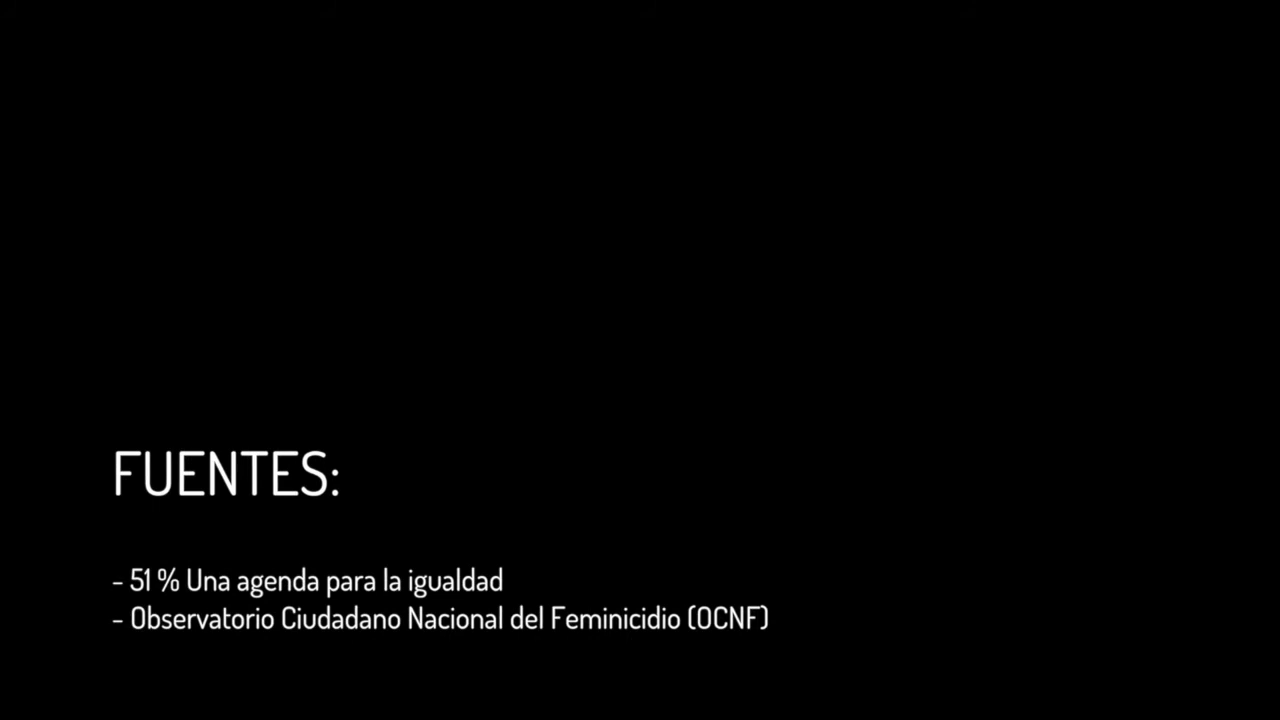 FUENTES:
- 51 % Una agenda para la igualdad
- Observatorio Ciudadano Nacional del Feminicidio (OCNF)